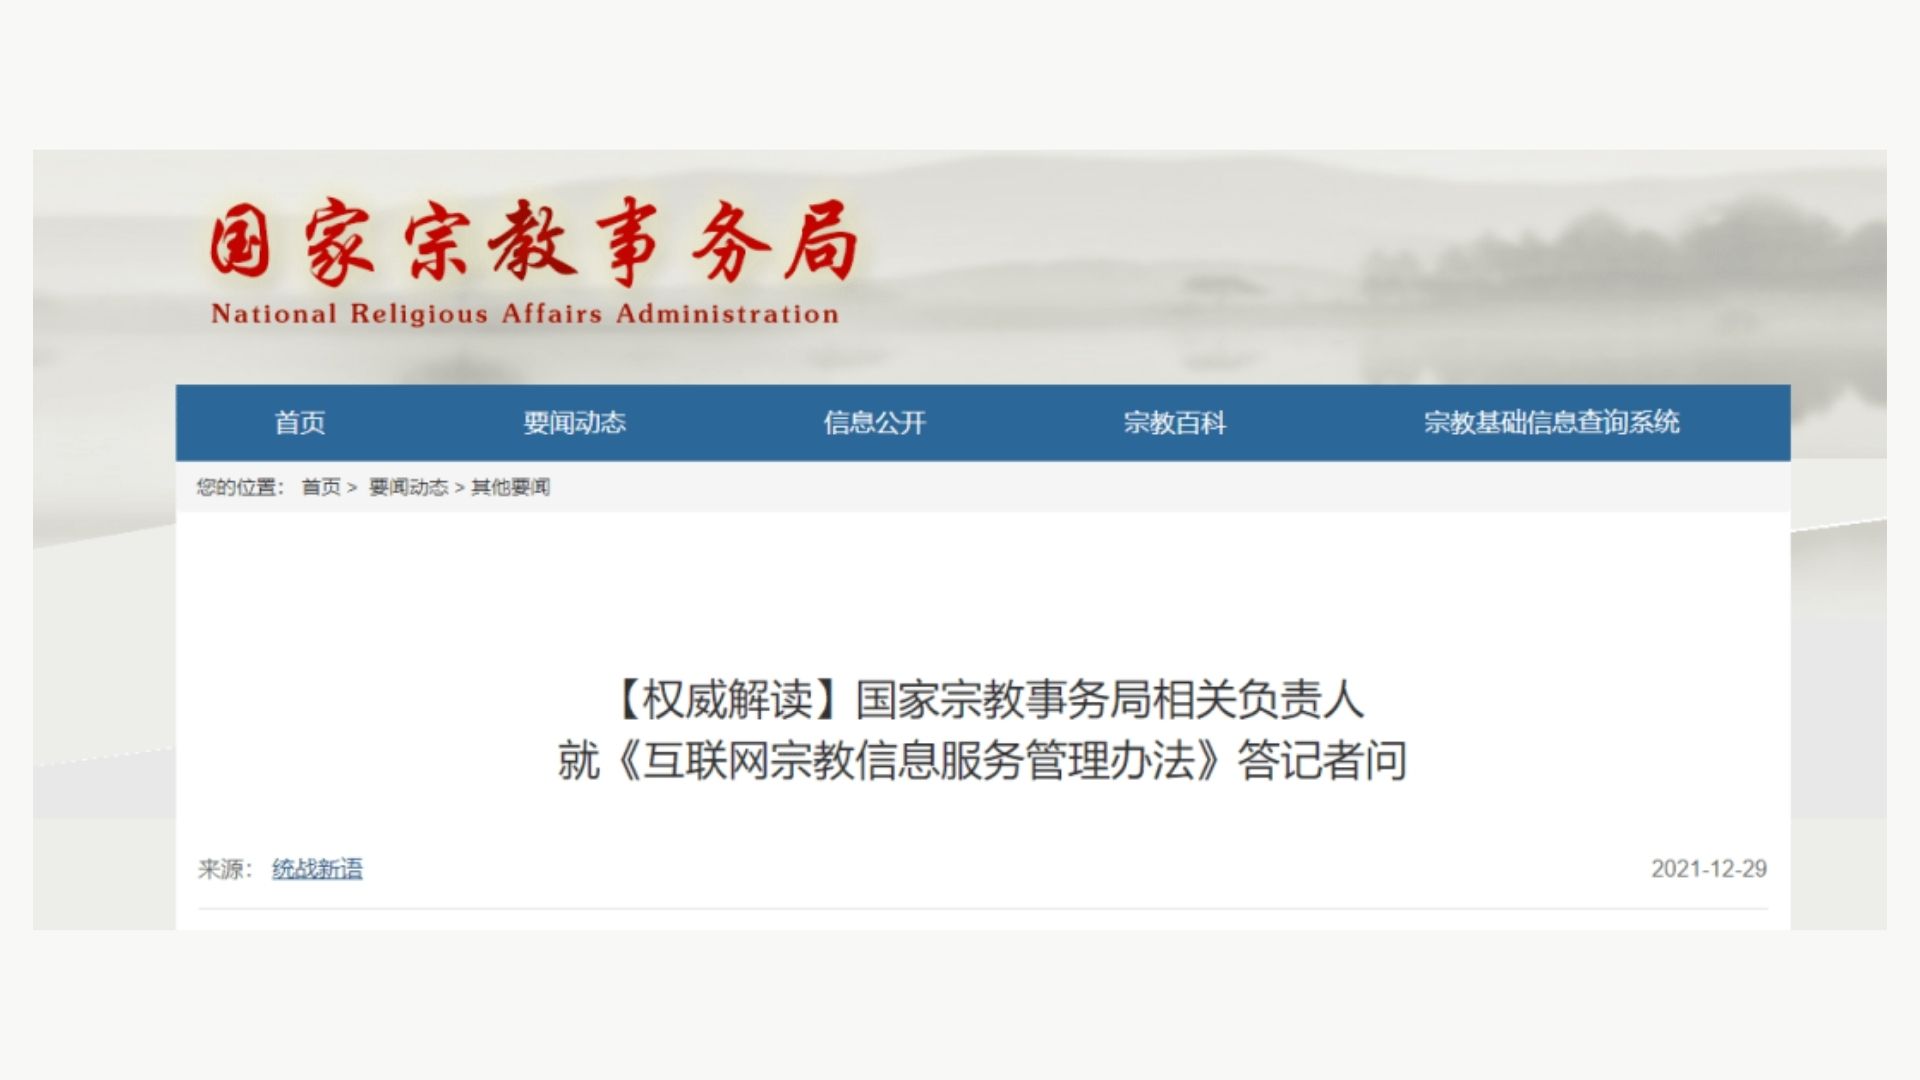 国家宗教事务局
National Religious Affairs Administration
首页 要闻动态 信息公开 宗教百科 宗教基础信息查询系统
您的位置： 首页 > 要闻动态 > 其他要闻
【权威解读】国家宗教事务局相关负责人
就《互联网宗教信息服务管理办法》答记者问
来源： 统战新语 2021-12-29